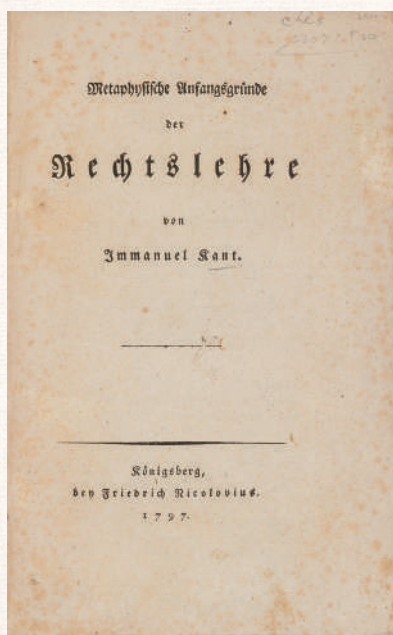 Metaphysische Anfangsgründe
der
Rechtslehre
von
Immanuel Kant.
Königsberg,
bey Friedrich Nicolovius.
1797.